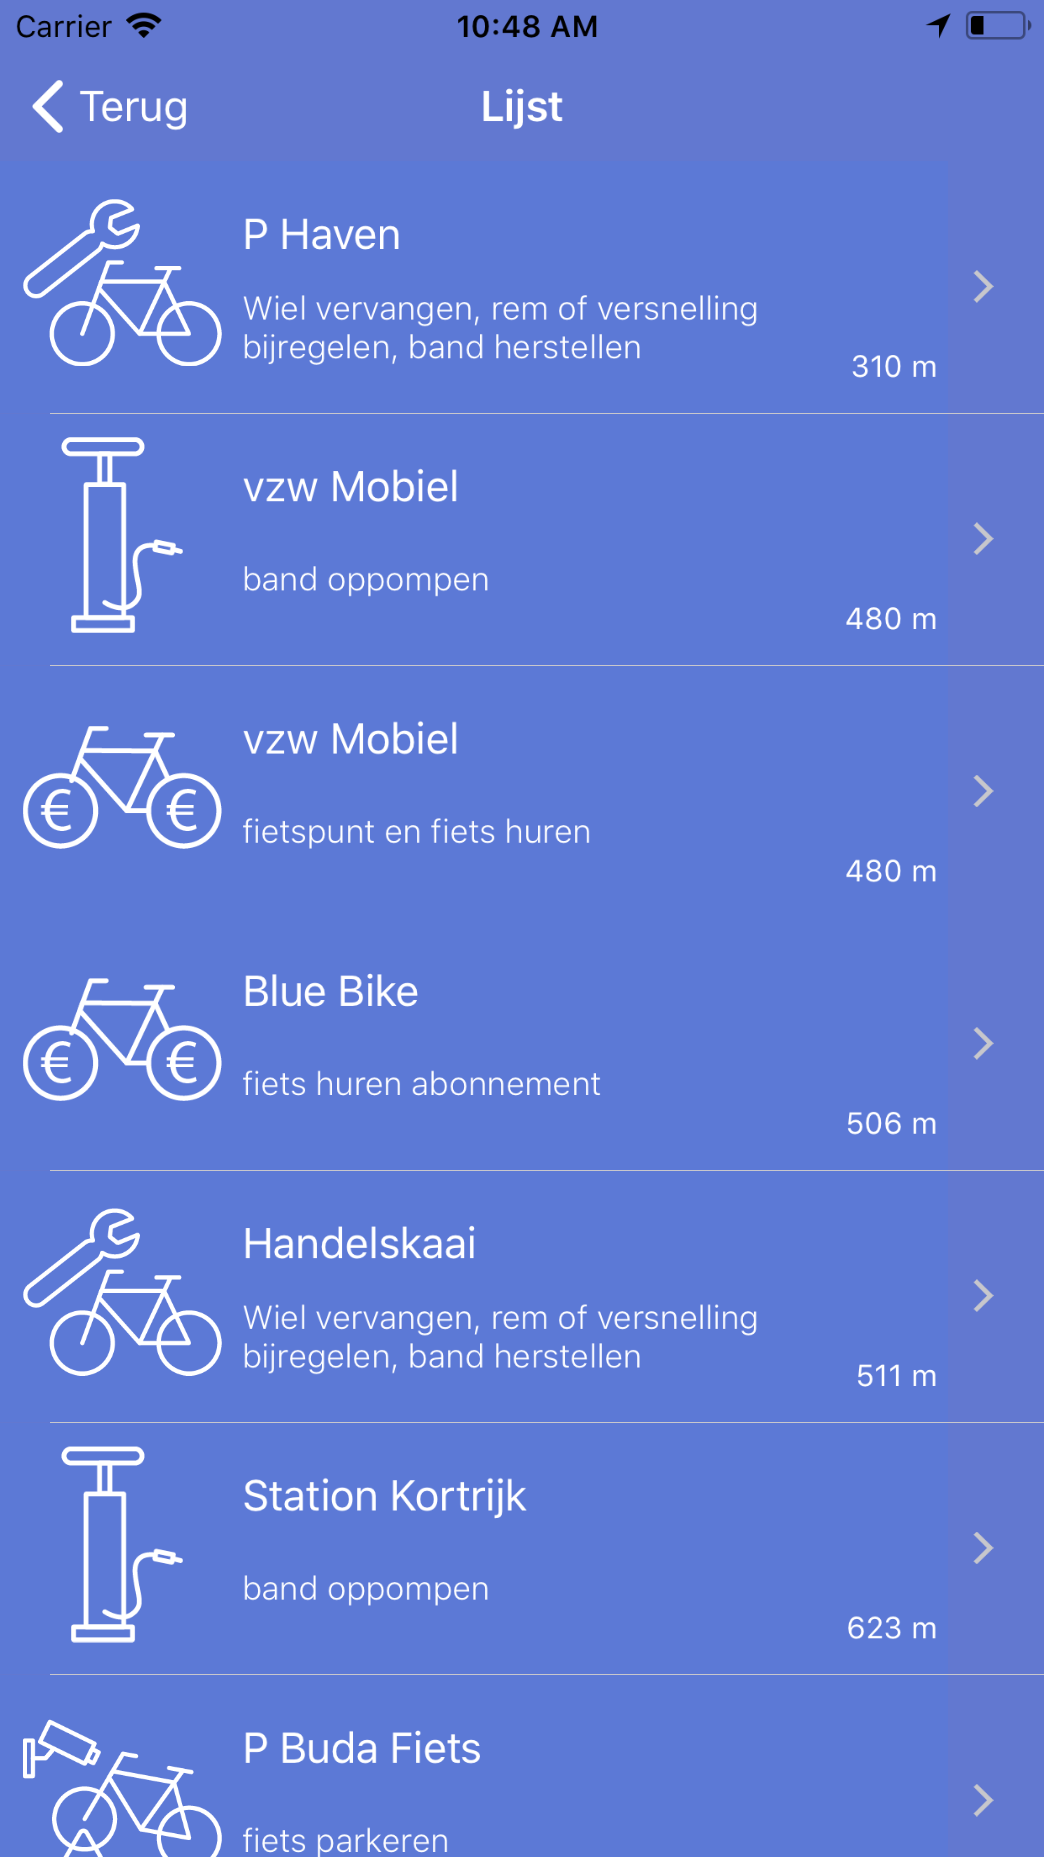 Carrier 10:48 AM
Terug Lijst
P Haven
Wiel vervangen, rem of versnelling
bijregelen, band herstellen
310 m
vzw Mobiel
band oppompen
480 m
vzw Mobiel
€ €
fietspunt en fiets huren
480 m
Blue Bike
€ €
fiets huren abonnement
506 m
Handelskaai
Wiel vervangen, rem of versnelling
bijregelen, band herstellen
511 m
Station Kortrijk
band oppompen
623 m
P Buda Fiets
fiets parkeren